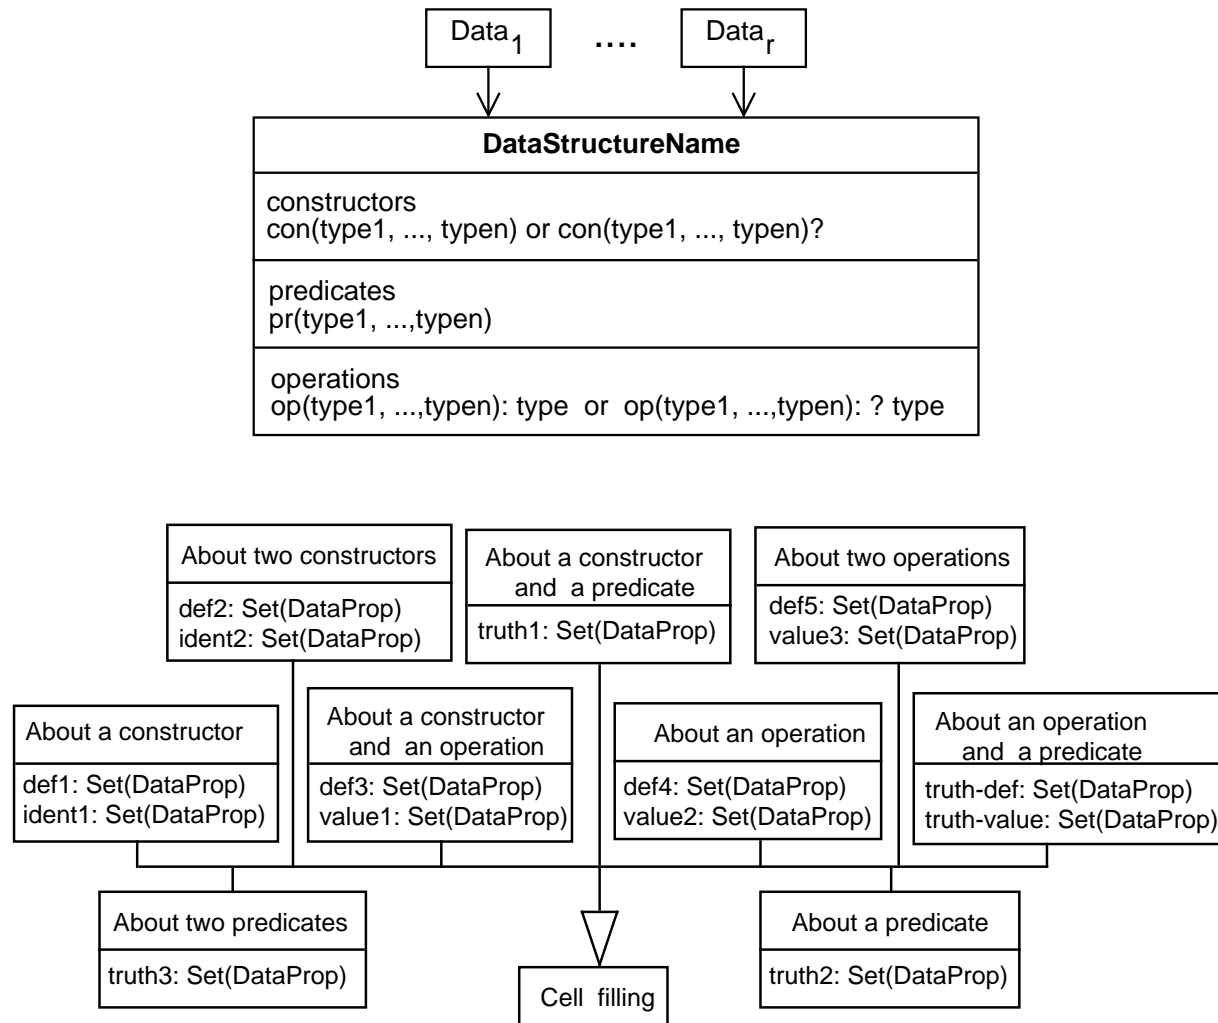 Data1 .... Datar
DataStructureName
constructors
con(type1, ..., typen) or con(type1, ..., typen)?
predicates
pr(type1, ...,typen)
operations
op(type1, ...,typen): type or op(type1, ...,typen): ? type
About two constructors
def2: Set(DataProp)
ident2: Set(DataProp)
About a constructor
and a predicate
truth1: Set(DataProp)
About two operations
def5: Set(DataProp)
value3: Set(DataProp)
About a constructor
def1: Set(DataProp)
ident1: Set(DataProp)
About a constructor
and an operation
def3: Set(DataProp)
value1: Set(DataProp)
About an operation
def4: Set(DataProp)
value2: Set(DataProp)
About an operation
and a predicate
truth-def: Set(DataProp)
truth-value: Set(DataProp)
About two predicates
truth3: Set(DataProp)
Cell filling
About a predicate
truth2: Set(DataProp)